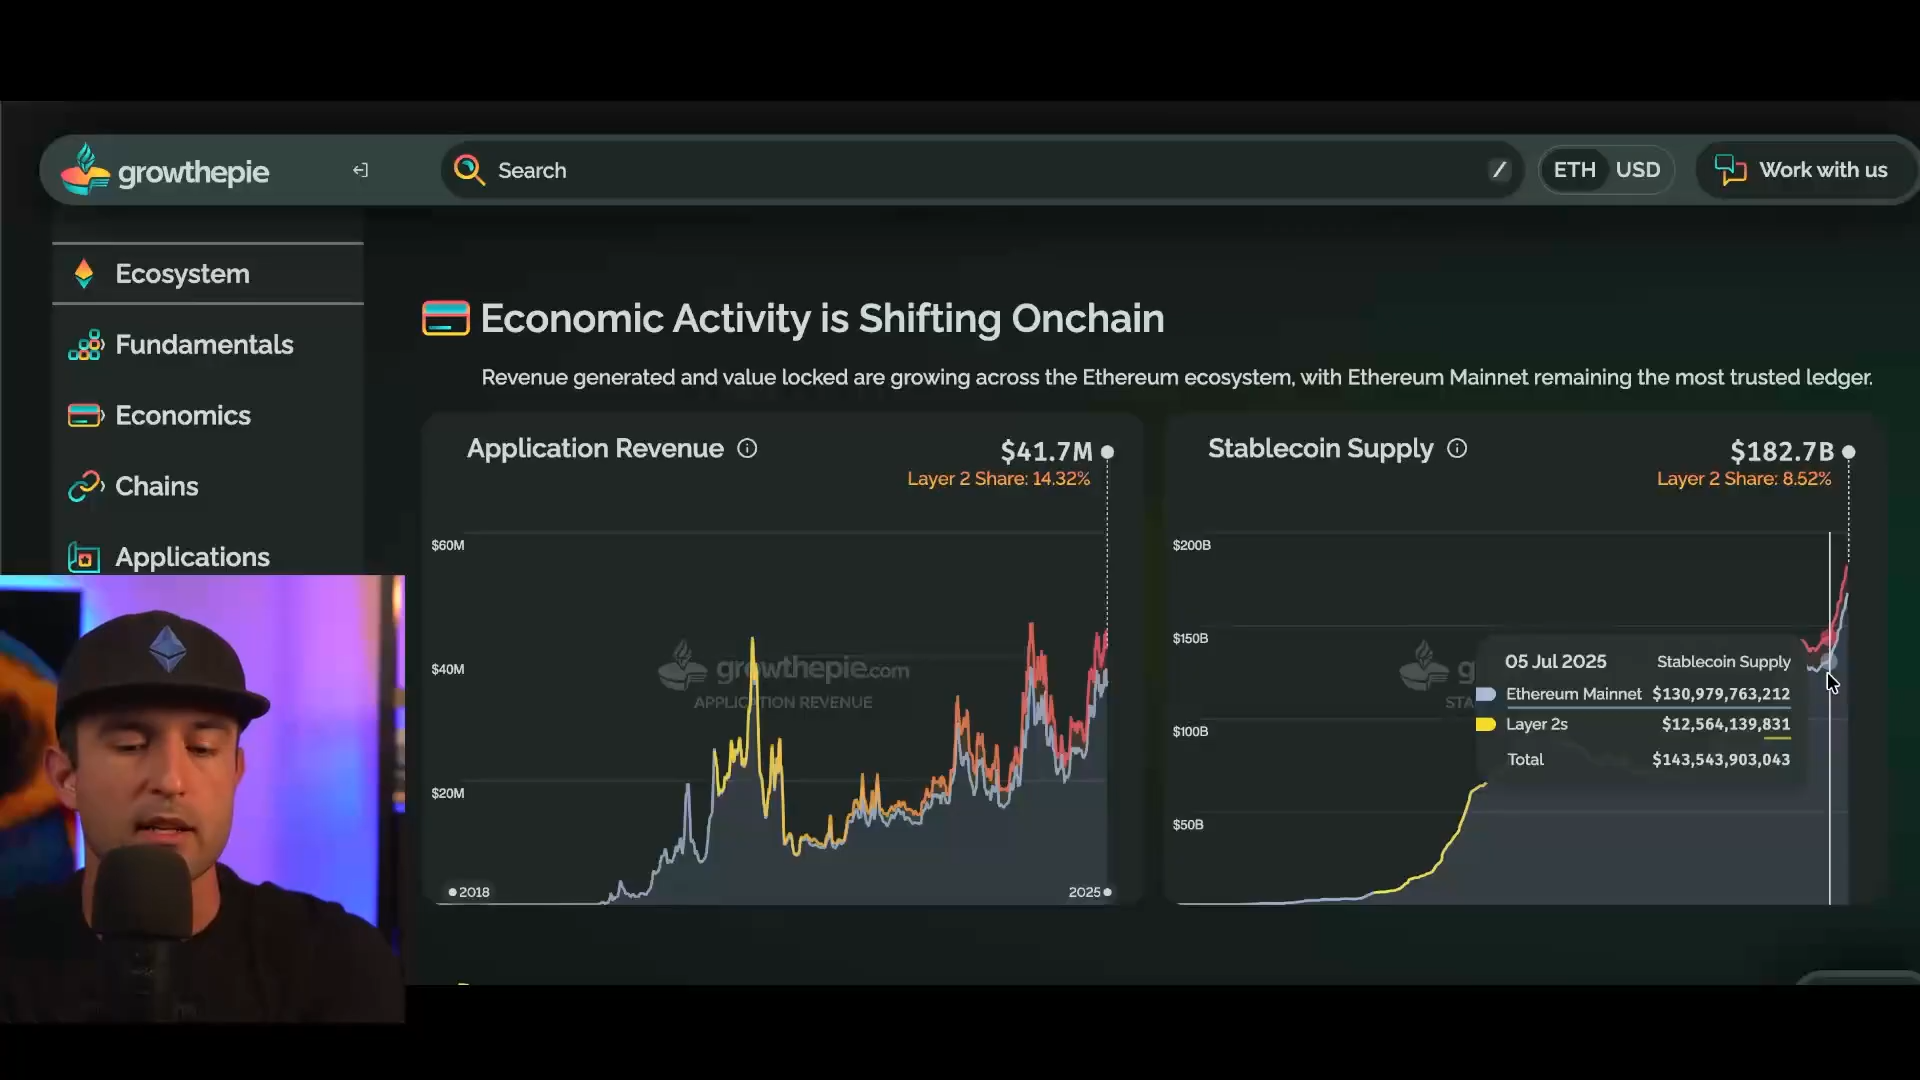 growthepie
Search
/
ETH USD
Work with us
Ecosystem
Fundamentals
Economics
Chains
Applications
Economic Activity is Shifting Onchain
Revenue generated and value locked are growing across the Ethereum ecosystem, with Ethereum Mainnet remaining the most trusted ledger.
Application Revenue
$41.7M
Layer 2 Share: 14.32%
$60M
$40M
$20M
growthepie.com
APPLICATION REVENUE
2018
2025
Stablecoin Supply
$182.7B
Layer 2 Share: 8.52%
$200B
$150B
$100B
$50B
g
STA
05 Jul 2025 Stablecoin Supply
Ethereum Mainnet $130,979,763,212
Layer 2s $12,564,139,831
Total $143,543,903,043